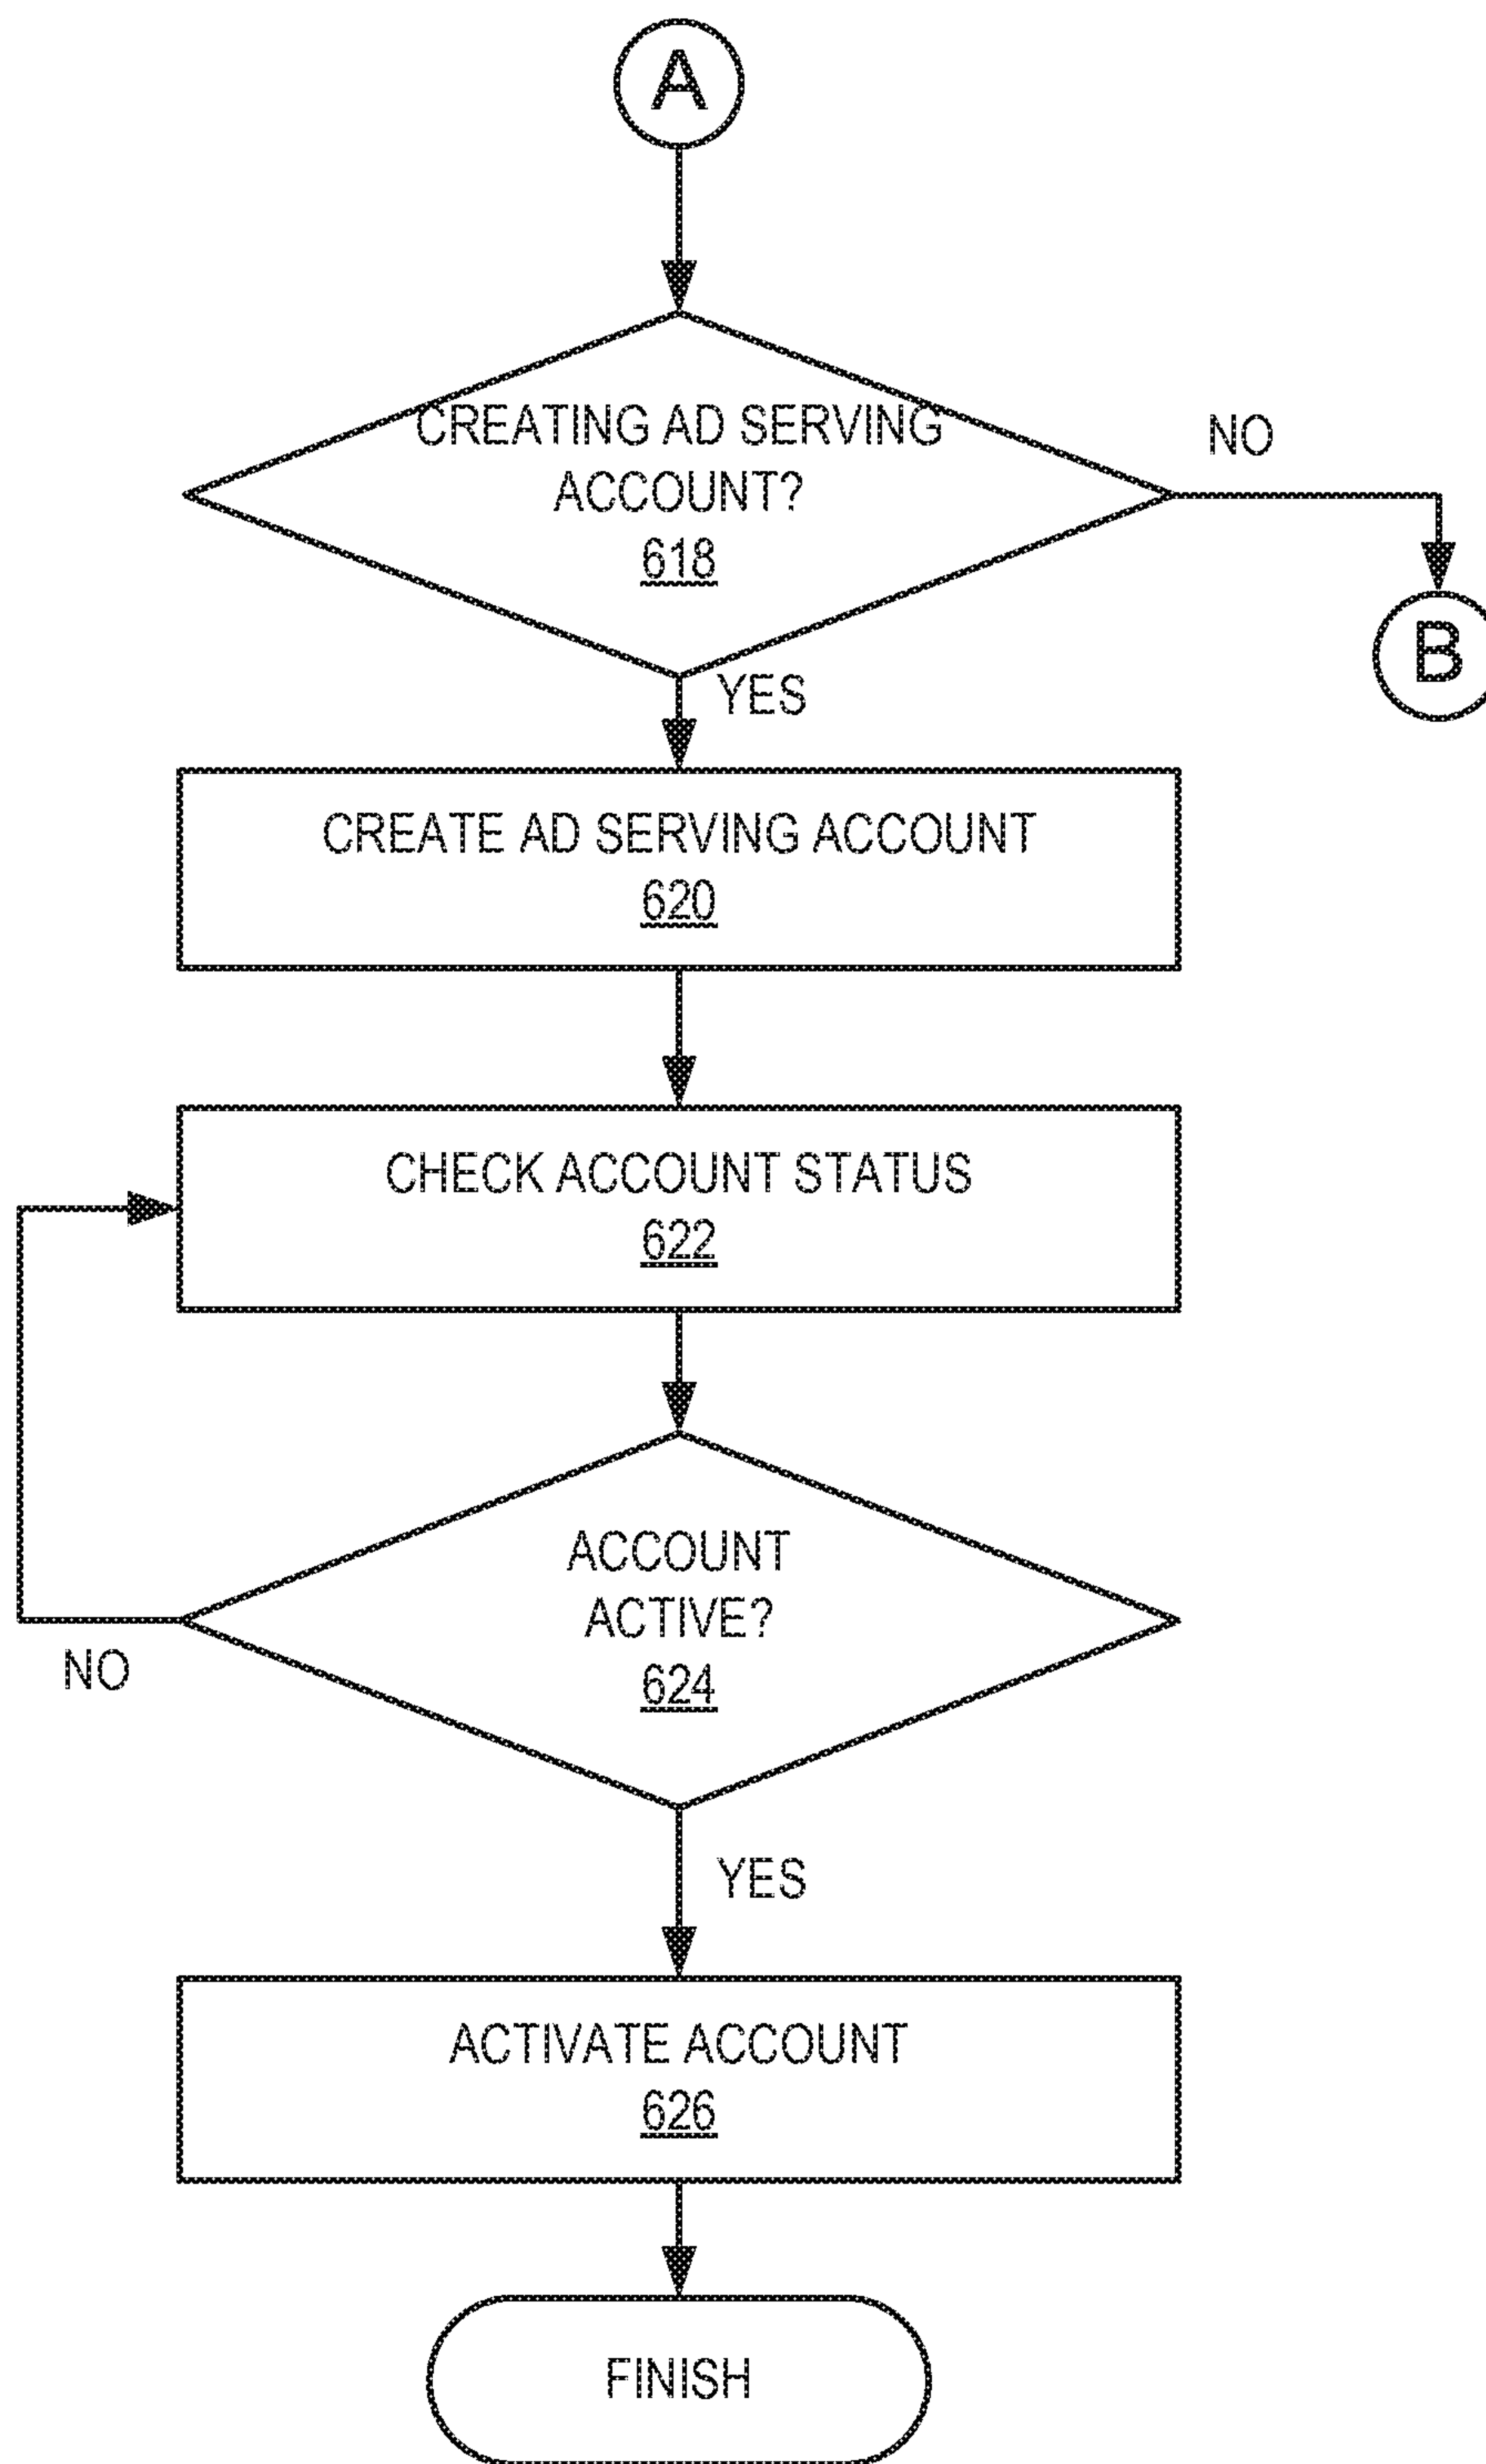 A
CREATING AD SERVING
ACCOUNT?
618
NO
B
YES
CREATE AD SERVING ACCOUNT
620
CHECK ACCOUNT STATUS
622
ACCOUNT
ACTIVE?
624
NO
YES
ACTIVATE ACCOUNT
626
FINISH